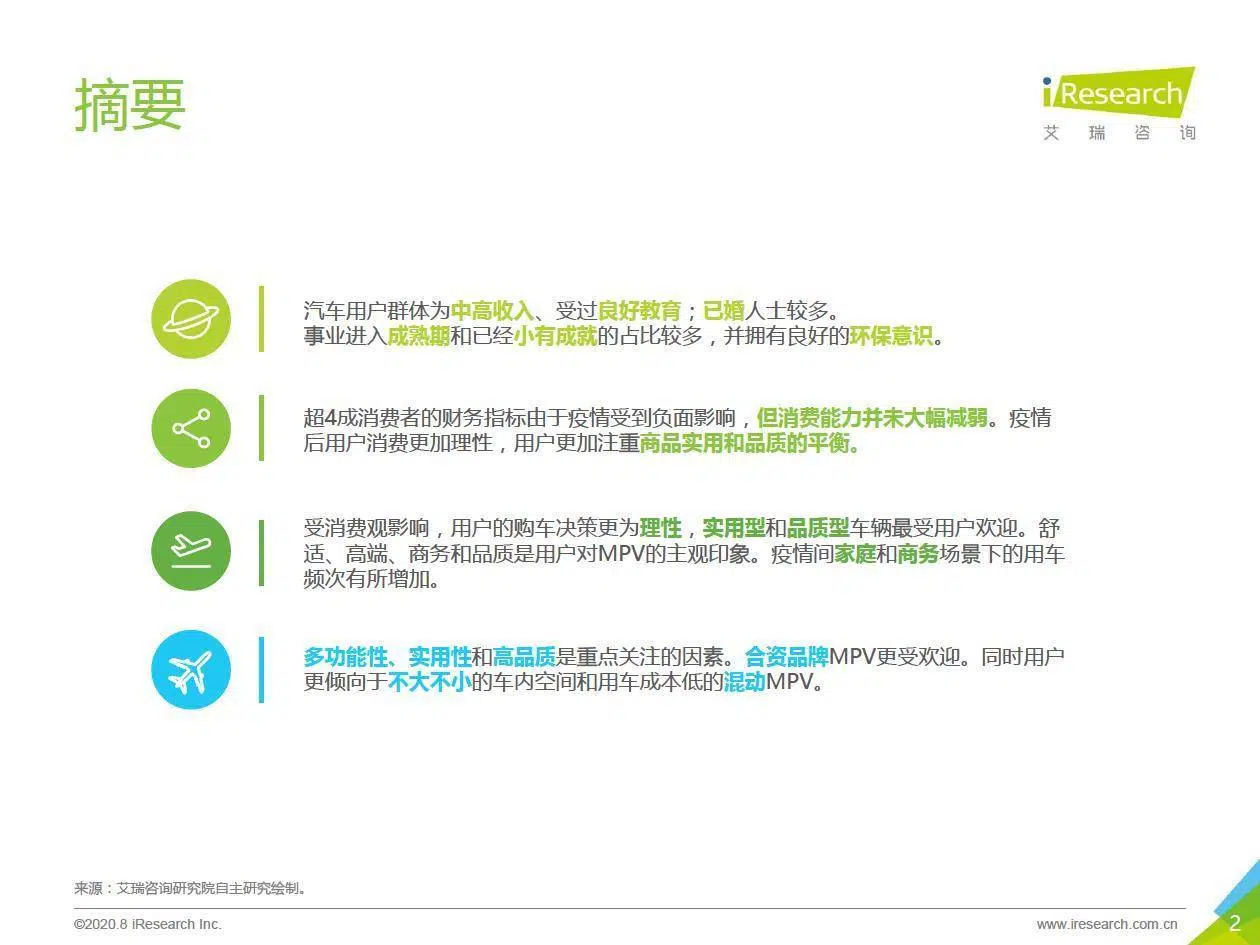 摘要
iResearch
艾瑞咨询
汽车用户群体为中高收入、受过良好教育；已婚人士较多。
事业进入成熟期和已经小有成就的占比较多，并拥有良好的环保意识。
超4成消费者的财务指标由于疫情受到负面影响，但消费能力并未大幅减弱。疫情
后用户消费更加理性，用户更加注重商品实用和品质的平衡。
受消费观影响，用户的购车决策更为理性，实用型和品质型车辆最受用户欢迎。舒
适、高端、商务和品质是用户对MPV的主观印象。疫情间家庭和商务场景下的用车
频次有所增加。
多功能性、实用性和高品质是重点关注的因素。合资品牌MPV更受欢迎。同时用户
更倾向于不大不小的车内空间和用车成本低的混动MPV。
来源：艾瑞咨询研究院自主研究绘制。
©2020.8 iResearch Inc.
www.iresearch.com.cn
2